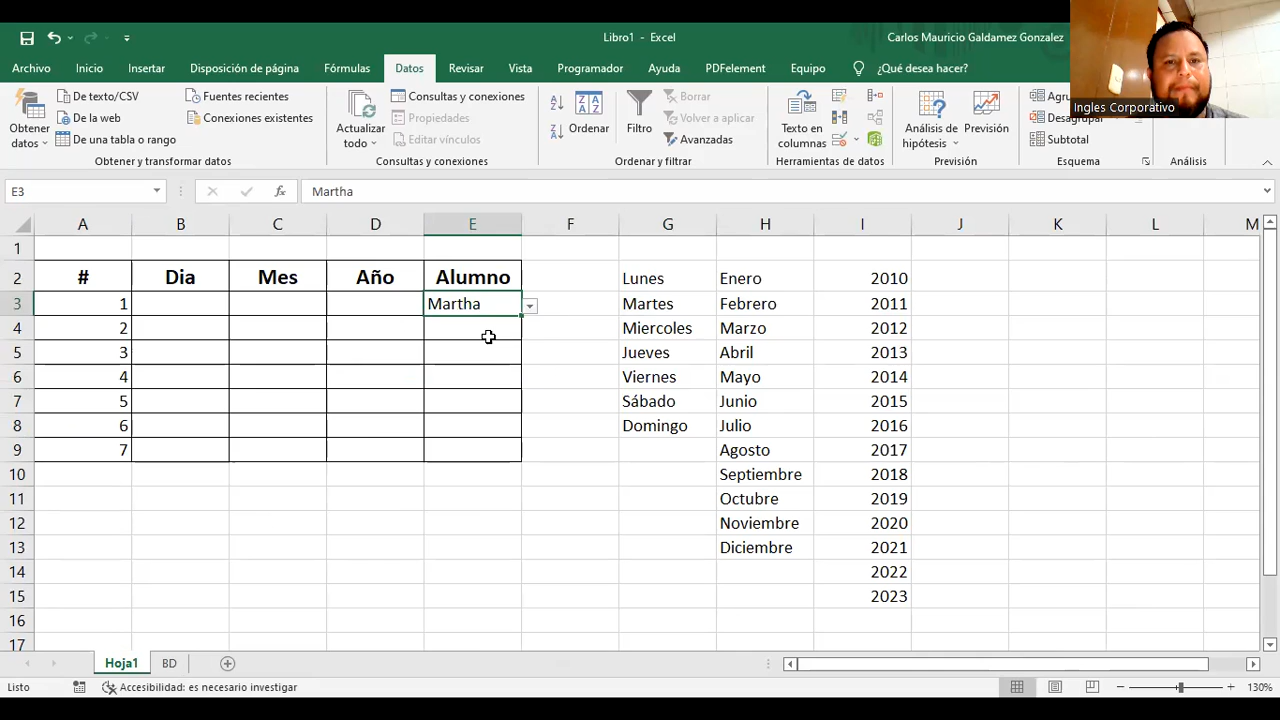 Libro1 - Excel
Carlos Mauricio Galdamez Gonzalez
Archivo Inicio Insertar Disposición de página Fórmulas Datos Revisar Vista Programador Ayuda PDFelement Equipo ¿Qué desea hacer?
Ingles Corporativo
Obtener datos
De texto/CSV
De la web
De una tabla o rango
Fuentes recientes
Conexiones existentes
Obtener y transformar datos
Actualizar todo
Consultas y conexiones
Propiedades
Editar vínculos
Consultas y conexiones
Ordenar
Filtro
Borrar
Volver a aplicar
Avanzadas
Ordenar y filtrar
Texto en columnas
Herramientas de datos
Análisis de hipótesis
Previsión
Previsión
Desagrupar
Subtotal
Esquema
Análisis
E3 fx Martha
A B C D E F G H I J K L M
1
2 # Dia Mes Año Alumno Lunes Enero 2010
3 1 Martha Martes Febrero 2011
4 2 Miercoles Marzo 2012
5 3 Jueves Abril 2013
6 4 Viernes Mayo 2014
7 5 Sábado Junio 2015
8 6 Domingo Julio 2016
9 7 Agosto 2017
10 Septiembre 2018
11 Octubre 2019
12 Noviembre 2020
13 Diciembre 2021
14 2022
15 2023
16
17
Hoja1 BD
Listo Accesibilidad: es necesario investigar 130%